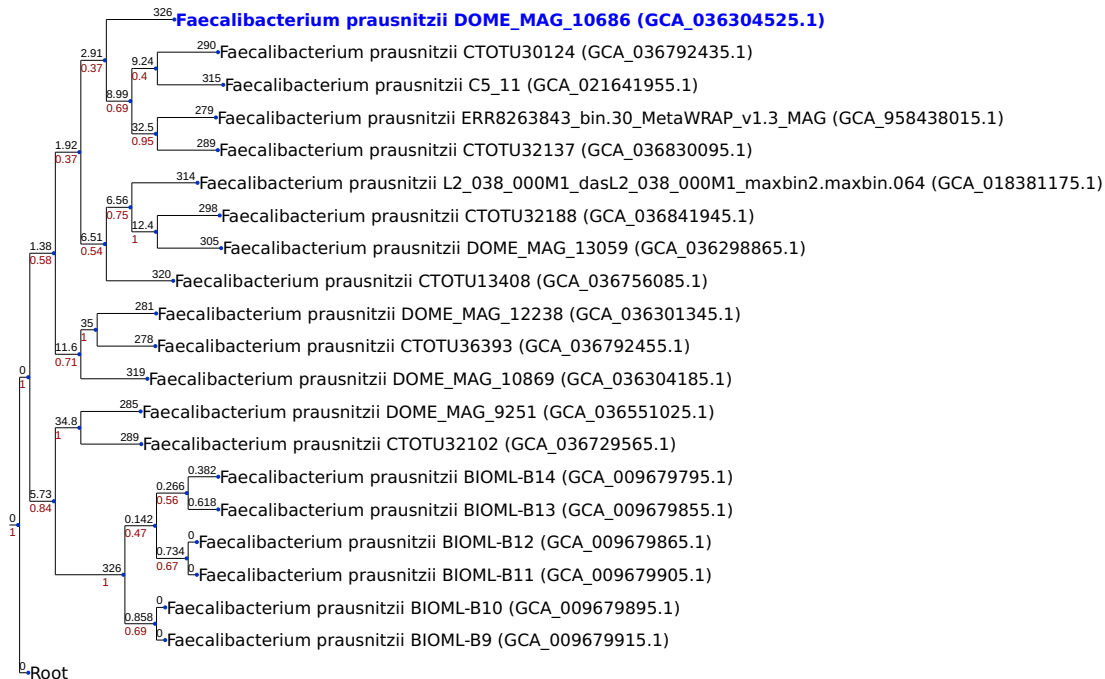 326 Faecalibacterium prausnitzii DOME_MAG_10686 (GCA_036304525.1)
290 Faecalibacterium prausnitzii CTOTU30124 (GCA_036792435.1)
2.91
0.37
9.24
0.4
315 Faecalibacterium prausnitzii C5_11 (GCA_021641955.1)
8.99
0.69
279 Faecalibacterium prausnitzii ERR8263843_bin.30_MetaWRAP_v1.3_MAG (GCA_958438015.1)
32.5
0.95
289 Faecalibacterium prausnitzii CTOTU32137 (GCA_036830095.1)
1.92
0.37
314 Faecalibacterium prausnitzii L2_038_000M1_dasL2_038_000M1_maxbin2.maxbin.064 (GCA_018381175.1)
6.56
0.75
298 Faecalibacterium prausnitzii CTOTU32188 (GCA_036841945.1)
12.4
1
6.51
0.54
305 Faecalibacterium prausnitzii DOME_MAG_13059 (GCA_036298865.1)
1.38
0.58
320 Faecalibacterium prausnitzii CTOTU13408 (GCA_036756085.1)
281 Faecalibacterium prausnitzii DOME_MAG_12238 (GCA_036301345.1)
35
1
278 Faecalibacterium prausnitzii CTOTU36393 (GCA_036792455.1)
11.6
0.71
319 Faecalibacterium prausnitzii DOME_MAG_10869 (GCA_036304185.1)
0
1
285 Faecalibacterium prausnitzii DOME_MAG_9251 (GCA_036551025.1)
34.8
1
289 Faecalibacterium prausnitzii CTOTU32102 (GCA_036729565.1)
0.382 Faecalibacterium prausnitzii BIOML-B14 (GCA_009679795.1)
0.266
0.56
5.73
0.84
0.618 Faecalibacterium prausnitzii BIOML-B13 (GCA_009679855.1)
0
1
0.142
0.47
0 Faecalibacterium prausnitzii BIOML-B12 (GCA_009679865.1)
0.734
0.67
0 Faecalibacterium prausnitzii BIOML-B11 (GCA_009679905.1)
326
1
0 Faecalibacterium prausnitzii BIOML-B10 (GCA_009679895.1)
0.858
0.69
0 Faecalibacterium prausnitzii BIOML-B9 (GCA_009679915.1)
0 Root